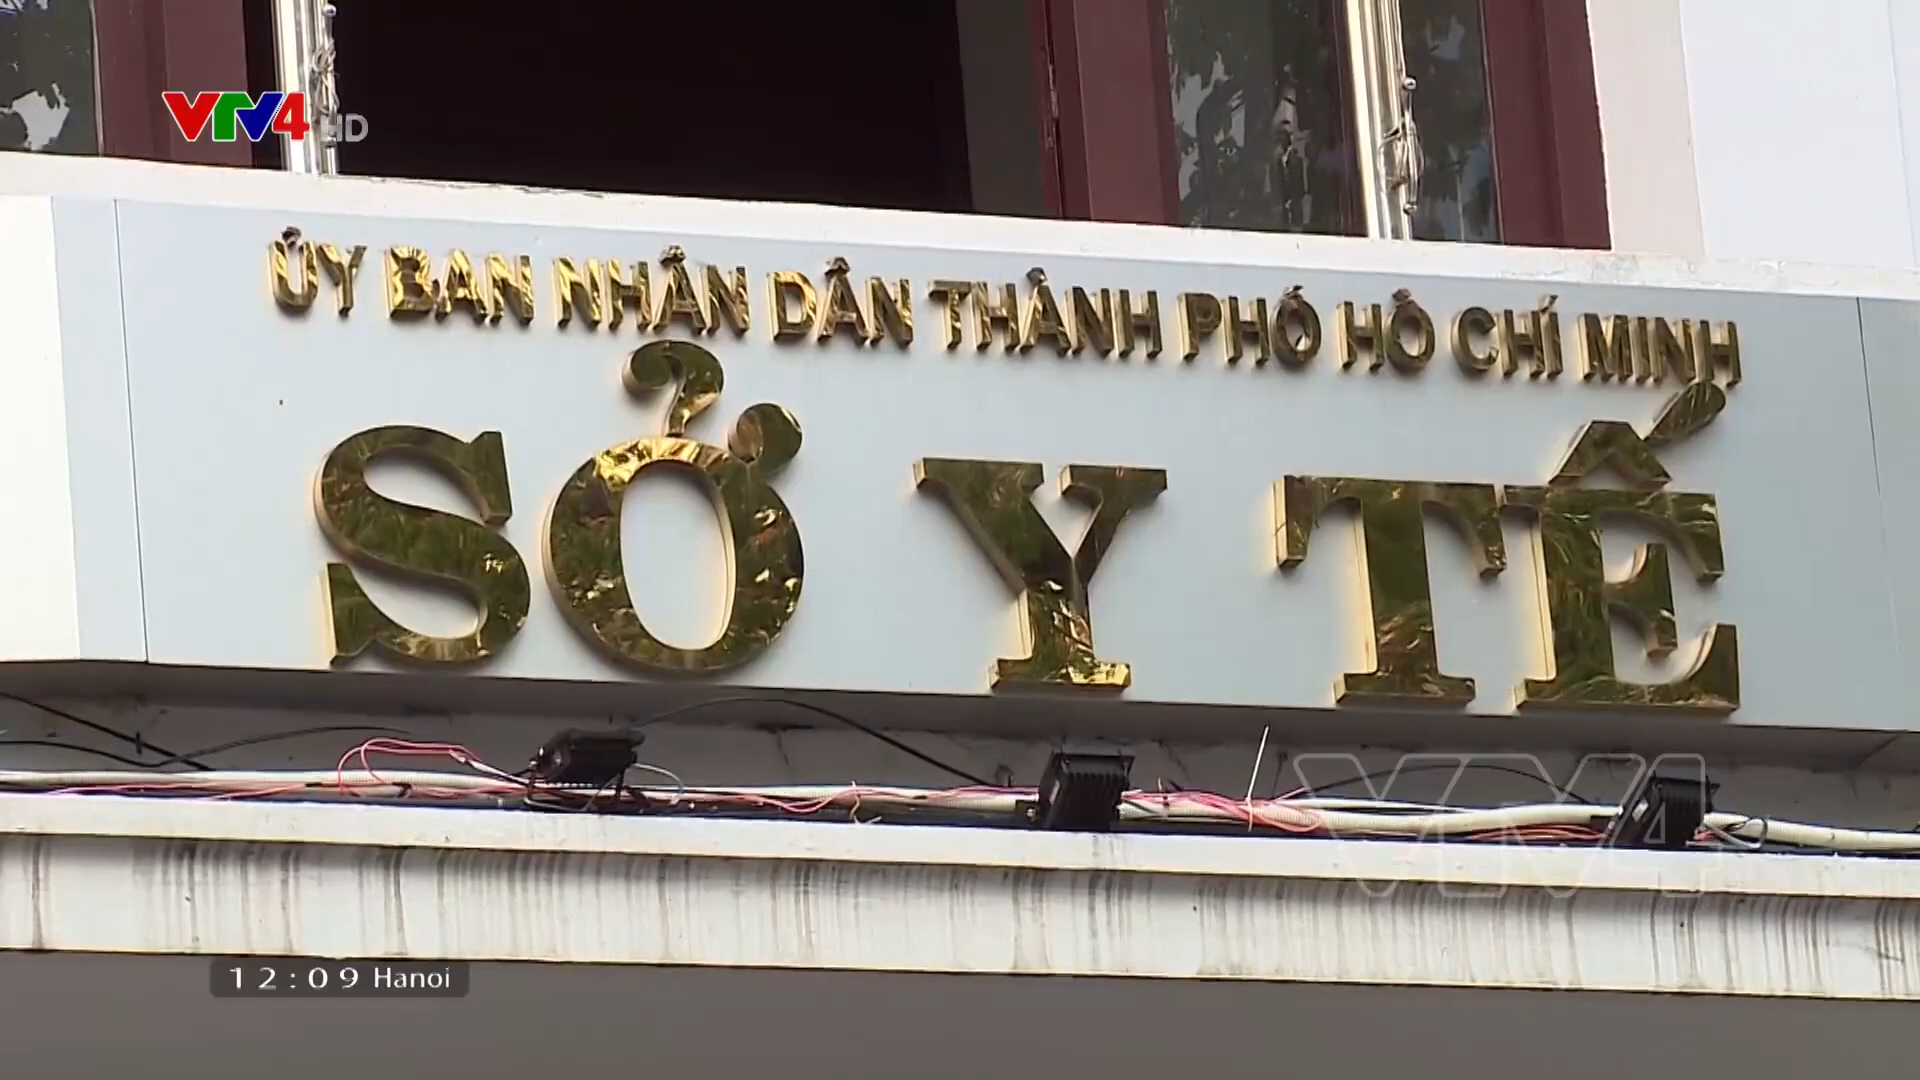 VTV4 HD
ỦY BAN NHÂN DÂN THÀNH PHỐ HỒ CHÍ MINH
SỞ Y TẾ
VTV4
12:09 Hanoi